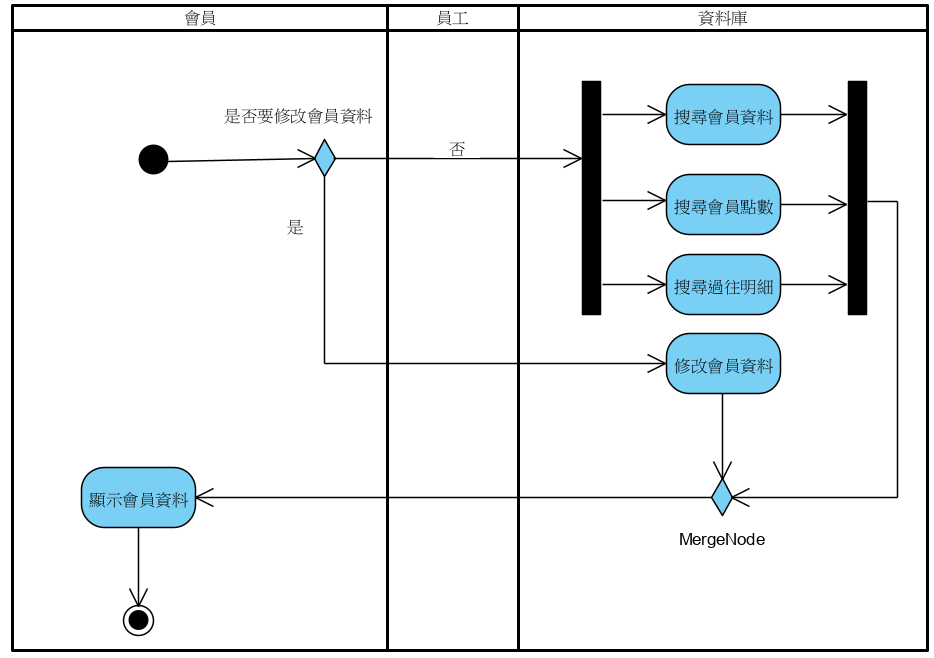 會員
員工
資料庫
是否要修改會員資料
否
是
搜尋會員資料
搜尋會員點數
搜尋過往明細
修改會員資料
顯示會員資料
MergeNode